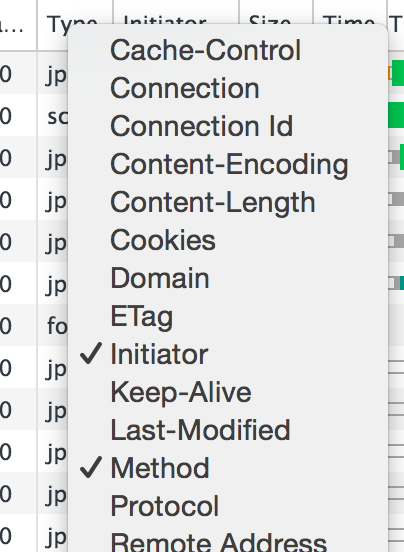 Type Initiator Size Time
Cache-Control
Connection
Connection Id
Content-Encoding
Content-Length
Cookies
Domain
ETag
Initiator
Keep-Alive
Last-Modified
Method
Protocol
Remote Address
0 jp
0 sc
0 jp
0 jp
0 jp
0 jp
0 fo
0 jp
0 jp
0 jp
0 jp
0 jp